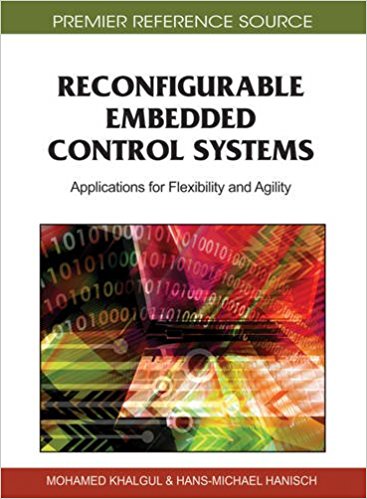 PREMIER REFERENCE SOURCE
RECONFIGURABLE
EMBEDDED
CONTROL SYSTEMS
Applications for Flexibility and Agility
MOHAMED KHALGUL & HANS-MICHAEL HANISCH